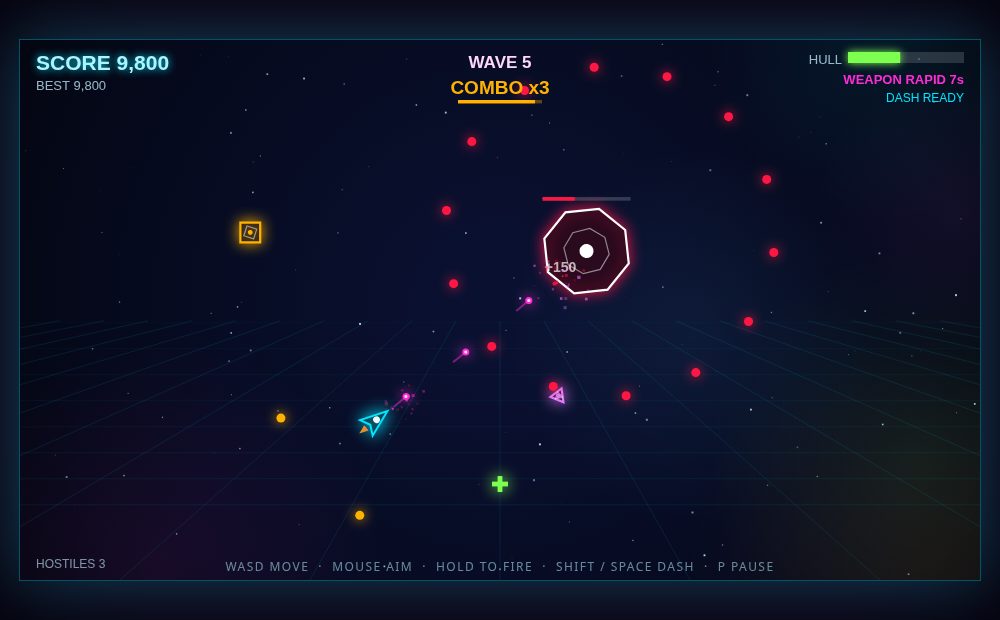 SCORE 9,800
BEST 9,800
WAVE 5
COMBO x3
HULL
WEAPON RAPID 7s
DASH READY
+150
HOSTILES 3
WASD MOVE · MOUSE AIM · HOLD TO FIRE · SHIFT / SPACE DASH · P PAUSE